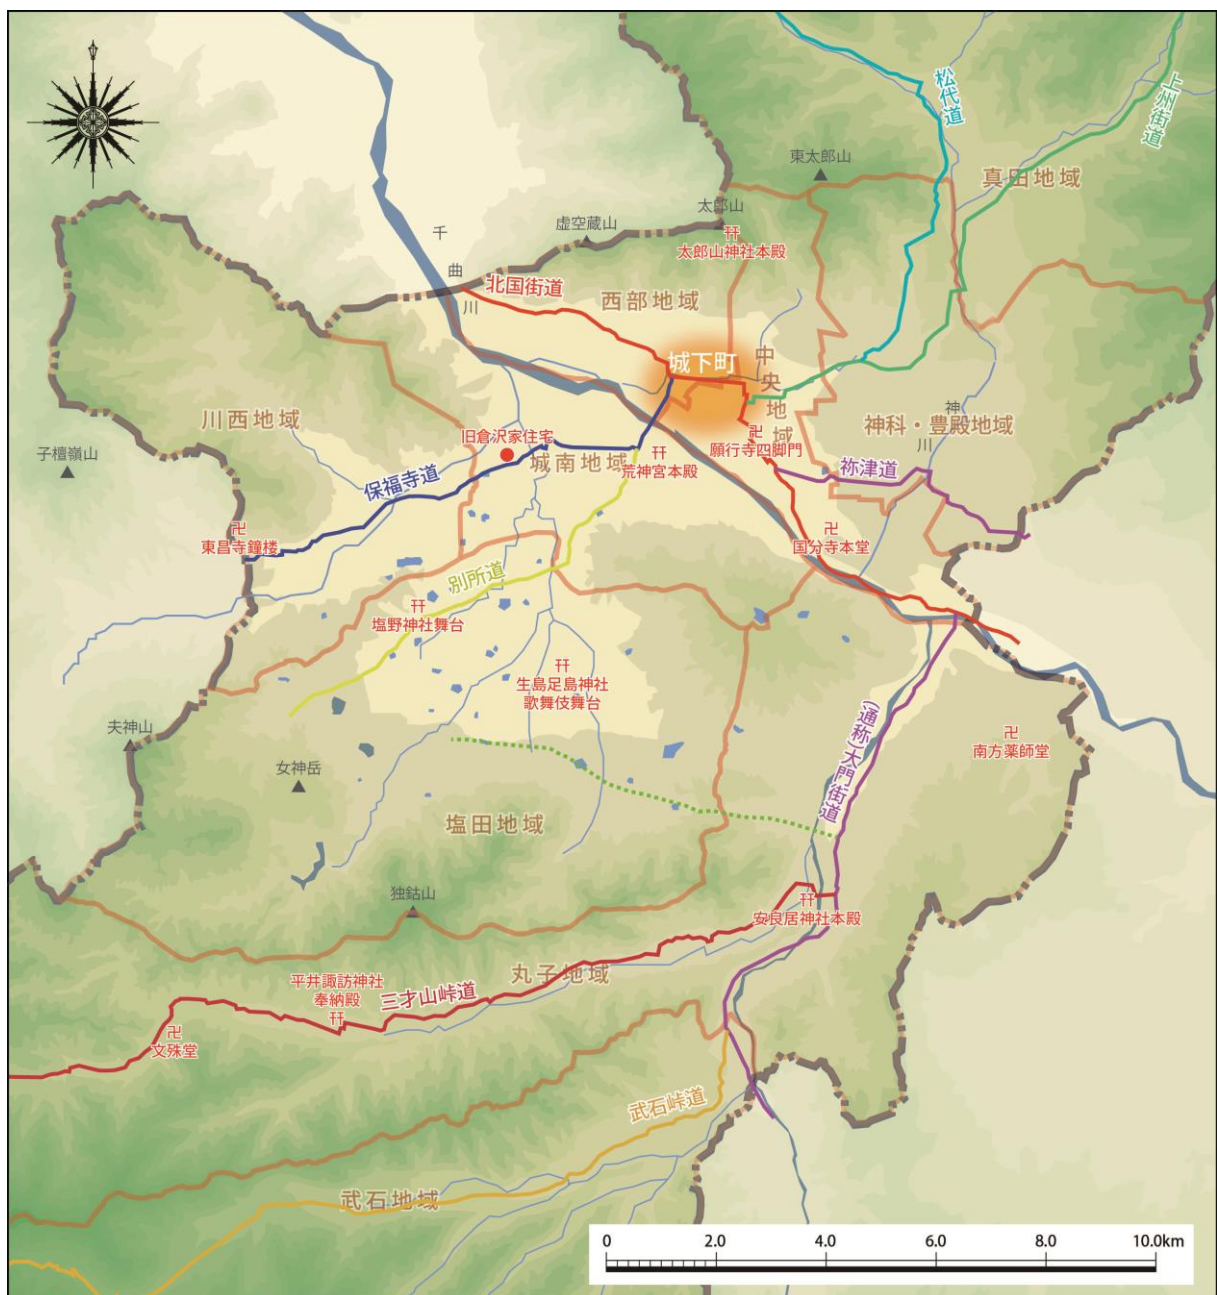 松代道
上州街道
東太郎山
真田地域
太郎山
虚空蔵山
太郎山神社本殿
千曲川
北国街道
西部地域
城下町
中央地域
川西地域
神科・豊殿地域
神川
子檀嶺山
旧倉沢家住宅
城南地域
荒神宮本殿
願行寺四脚門
祢津道
保福寺道
東昌寺鐘楼
国分寺本堂
別所道
塩野神社舞台
生島足島神社
歌舞伎舞台
夫神山
女神岳
(通称)大門街道
南方薬師堂
塩田地域
独鈷山
安良居神社本殿
丸子地域
平井諏訪神社
奉納殿
三才山峠道
文殊堂
武石峠道
武石地域
0 2.0 4.0 6.0 8.0 10.0km